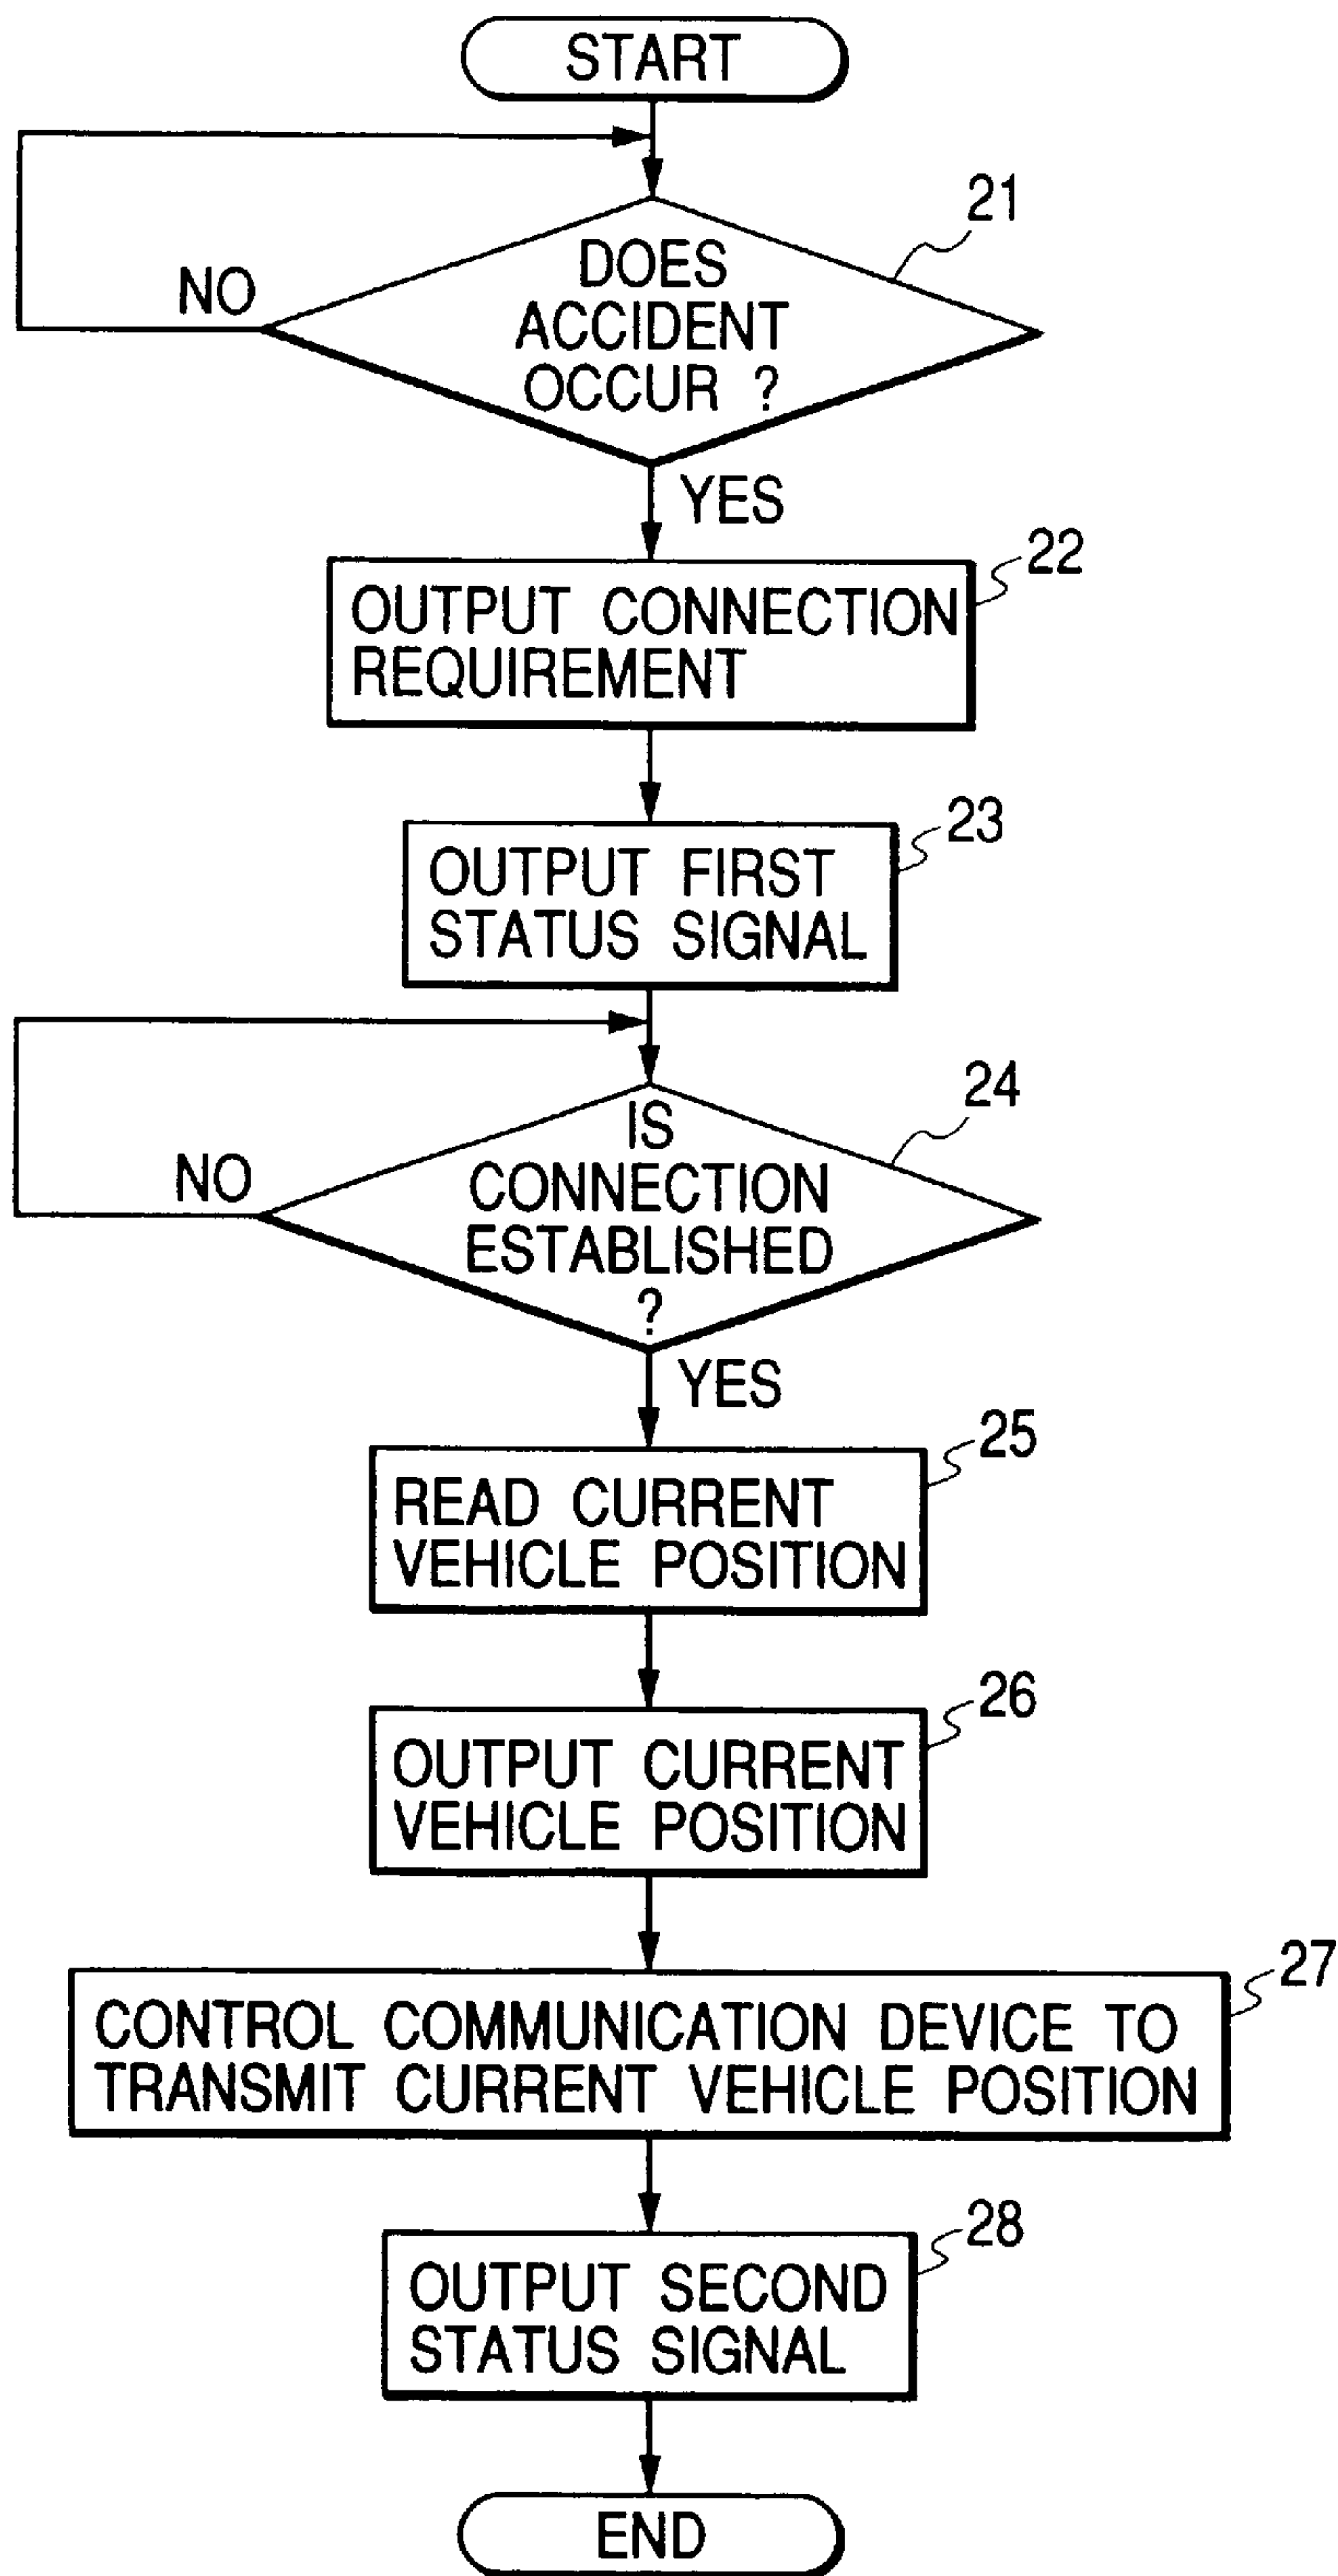 START
21
DOES
ACCIDENT
OCCUR ?
NO
YES
22
OUTPUT CONNECTION
REQUIREMENT
23
OUTPUT FIRST
STATUS SIGNAL
24
IS
CONNECTION
ESTABLISHED
?
NO
YES
25
READ CURRENT
VEHICLE POSITION
26
OUTPUT CURRENT
VEHICLE POSITION
27
CONTROL COMMUNICATION DEVICE TO
TRANSMIT CURRENT VEHICLE POSITION
28
OUTPUT SECOND
STATUS SIGNAL
END